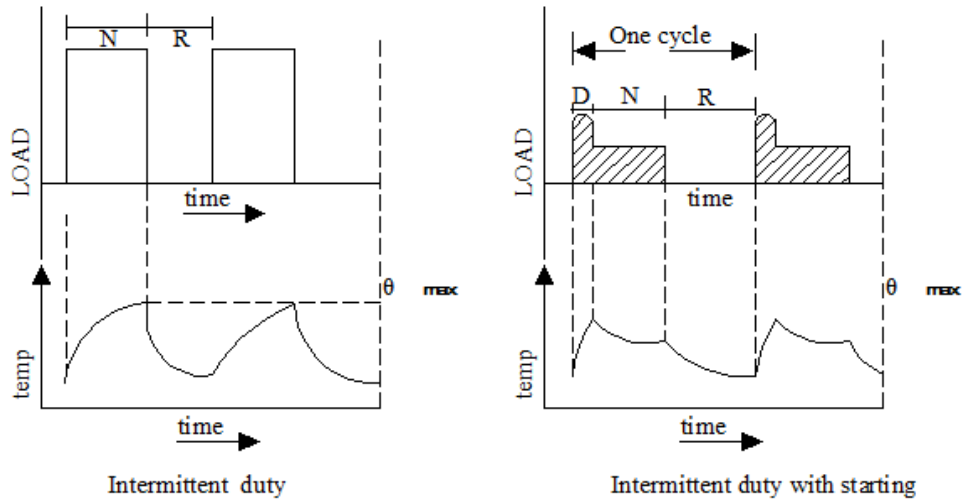 N
R
LOAD
time
θ max
temp
time
Intermittent duty
One cycle
D
N
R
LOAD
time
θ max
temp
time
Intermittent duty with starting